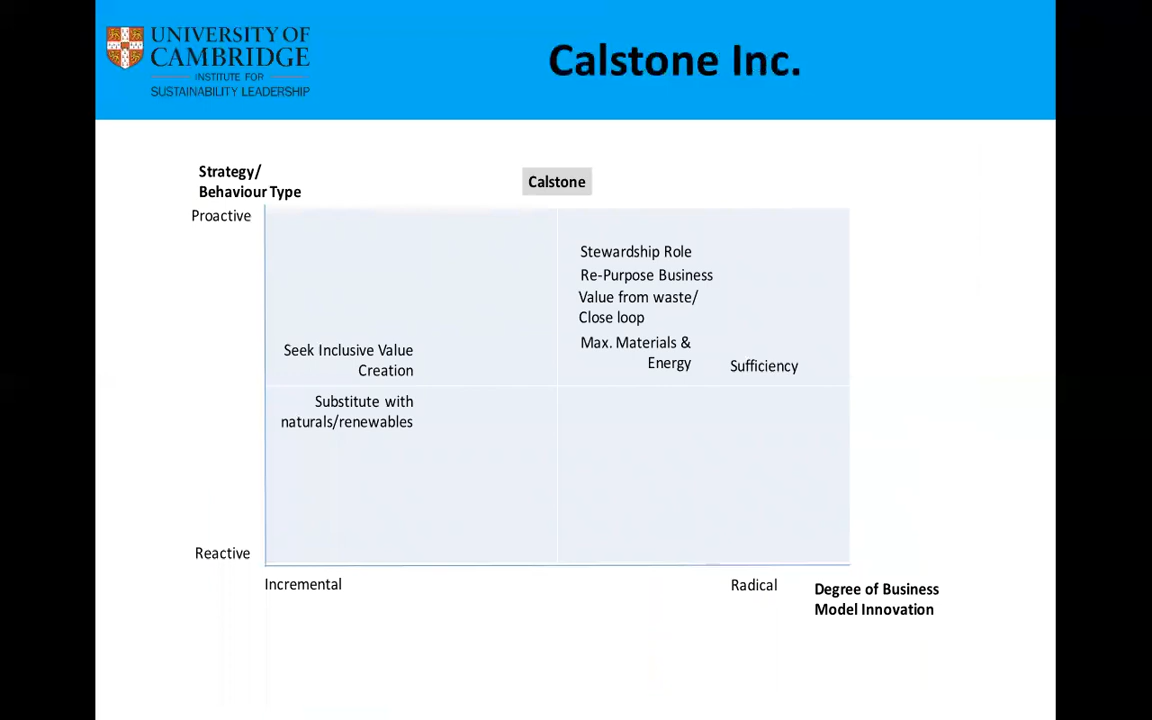 UNIVERSITY OF
CAMBRIDGE
INSTITUTE FOR
SUSTAINABILITY LEADERSHIP
Calstone Inc.
Strategy/
Behaviour Type
Calstone
Proactive
Stewardship Role
Re-Purpose Business
Value from waste/
Close loop
Max. Materials &
Energy
Sufficiency
Seek Inclusive Value
Creation
Substitute with
naturals/renewables
Reactive
Incremental
Radical
Degree of Business
Model Innovation